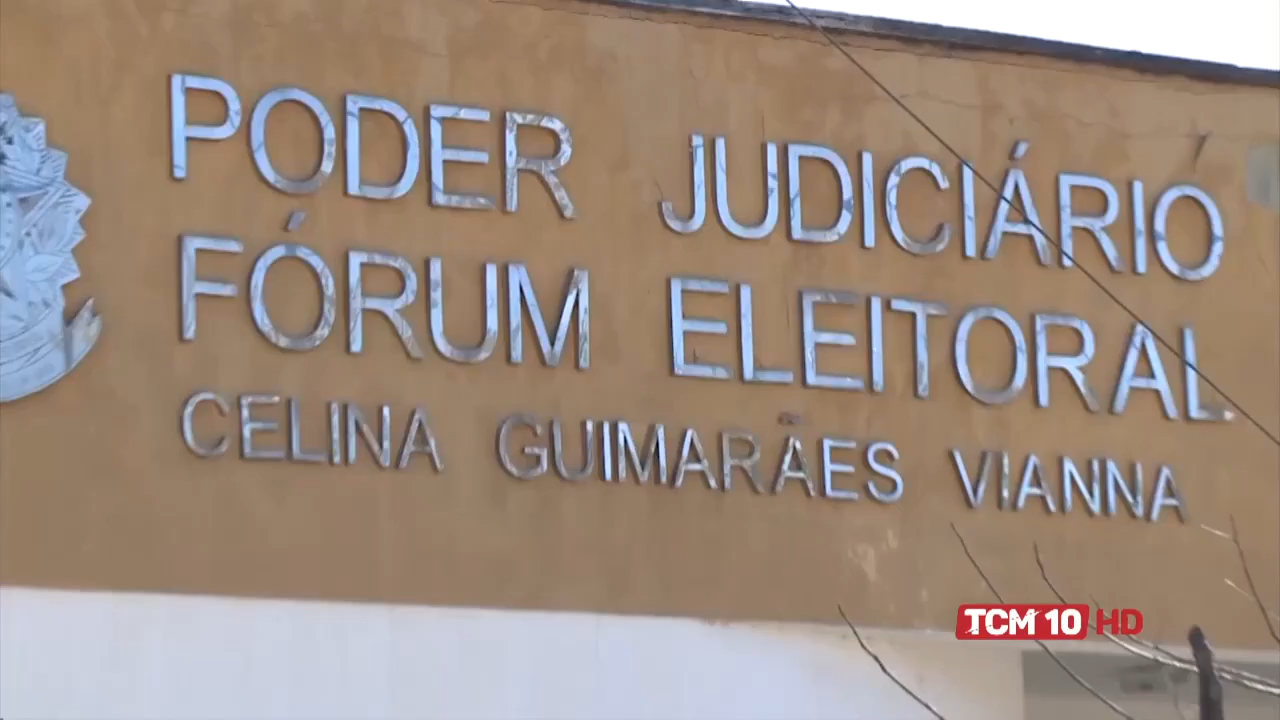 PODER JUDICIÁRIO
FÓRUM ELEITORAL
CELINA GUIMARÃES VIANNA
TCM 10 HD